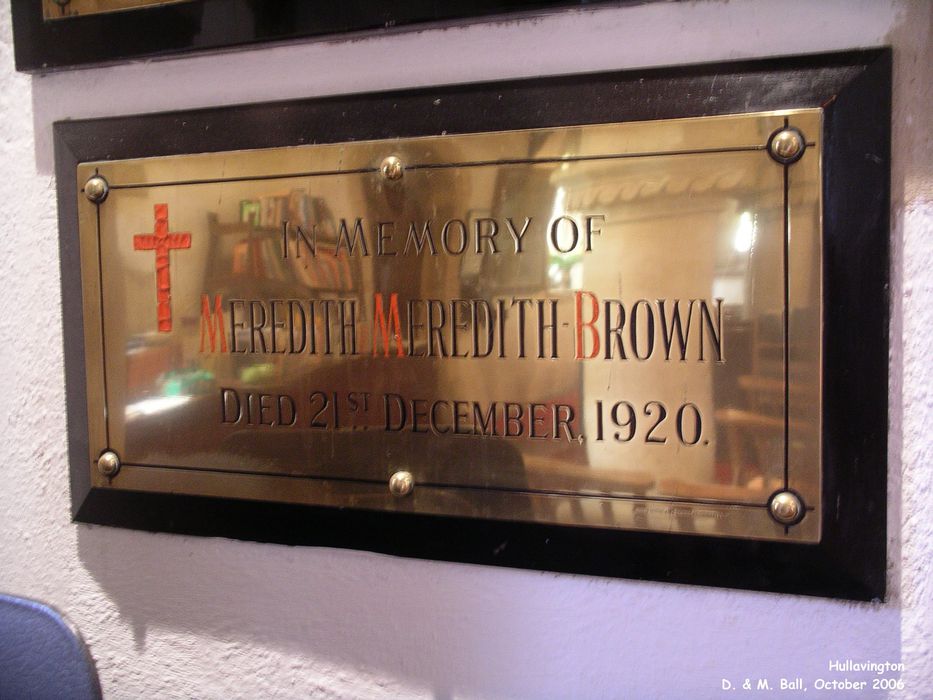 IN MEMORY OF
MEREDITH MEREDITH-BROWN
DIED 21ST DECEMBER, 1920.
Hullavington
D. & M. Ball, October 2006